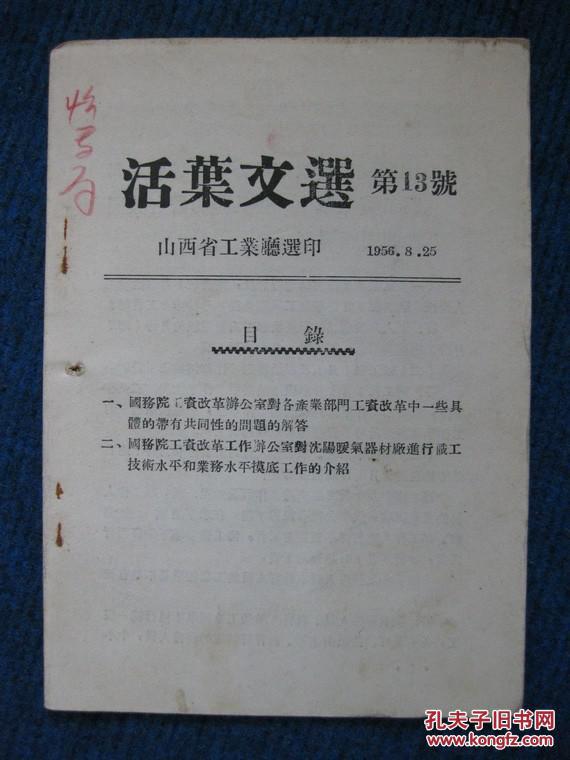 活葉文選 第13號
山西省工業廳選印 1956.8.25
目 錄
一、國務院工資改革辦公室對各產業部門工資改革中一些具
體的帶有共同性的問題的解答
二、國務院工資改革工作辦公室對沈陽暖氣器材廠進行職工
技術水平和業務水平摸底工作的介紹
孔夫子旧书网
www.kongfz.com